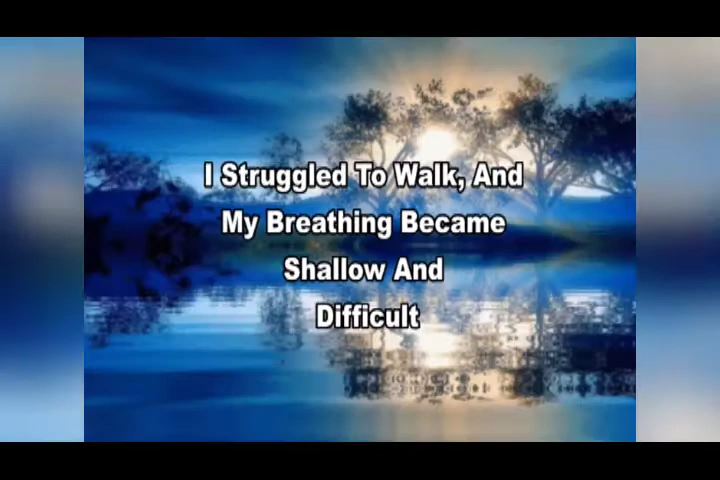 I Struggled To Walk, And
My Breathing Became
Shallow And
Difficult